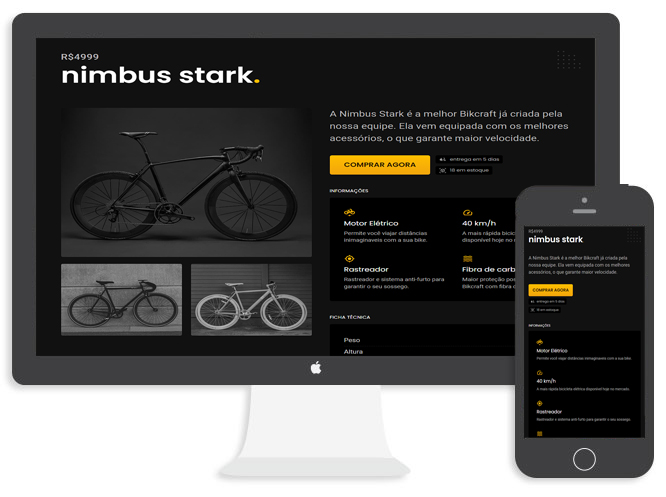 R$4999
nimbus stark.
A Nimbus Stark é a melhor Bikcraft já criada pela
nossa equipe. Ela vem equipada com os melhores
acessórios, o que garante maior velocidade.
COMPRAR AGORA
entrega em 5 dias
18 em estoque
INFORMAÇÕES
Motor Elétrico
Permite você viajar distâncias
inimaginaveis com a sua bike.
40 km/h
A mais rápida bicic
disponível hoje no
Rastreador
Rastreador e sistema anti-furto para
garantir o seu sossego.
Fibra de carb
Maior proteção pos
Bikcraft com fibra
FICHA TÉCNICA
Peso
Altura
R$4999
nimbus stark
A Nimbus Stark é a melhor Bikcraft já criada pela
nossa equipe. Ela vem equipada com os melhores
acessórios, o que garante maior velocidade.
COMPRAR AGORA
entrega em 5 dias
18 em estoque
INFORMAÇÕES
Motor Elétrico
Permite você viajar distâncias inimaginaveis com a sua bike.
40 km/h
A mais rápida bicicleta elétrica disponível hoje no mercado.
Rastreador
Rastreador e sistema anti-furto para garantir o seu sossego.